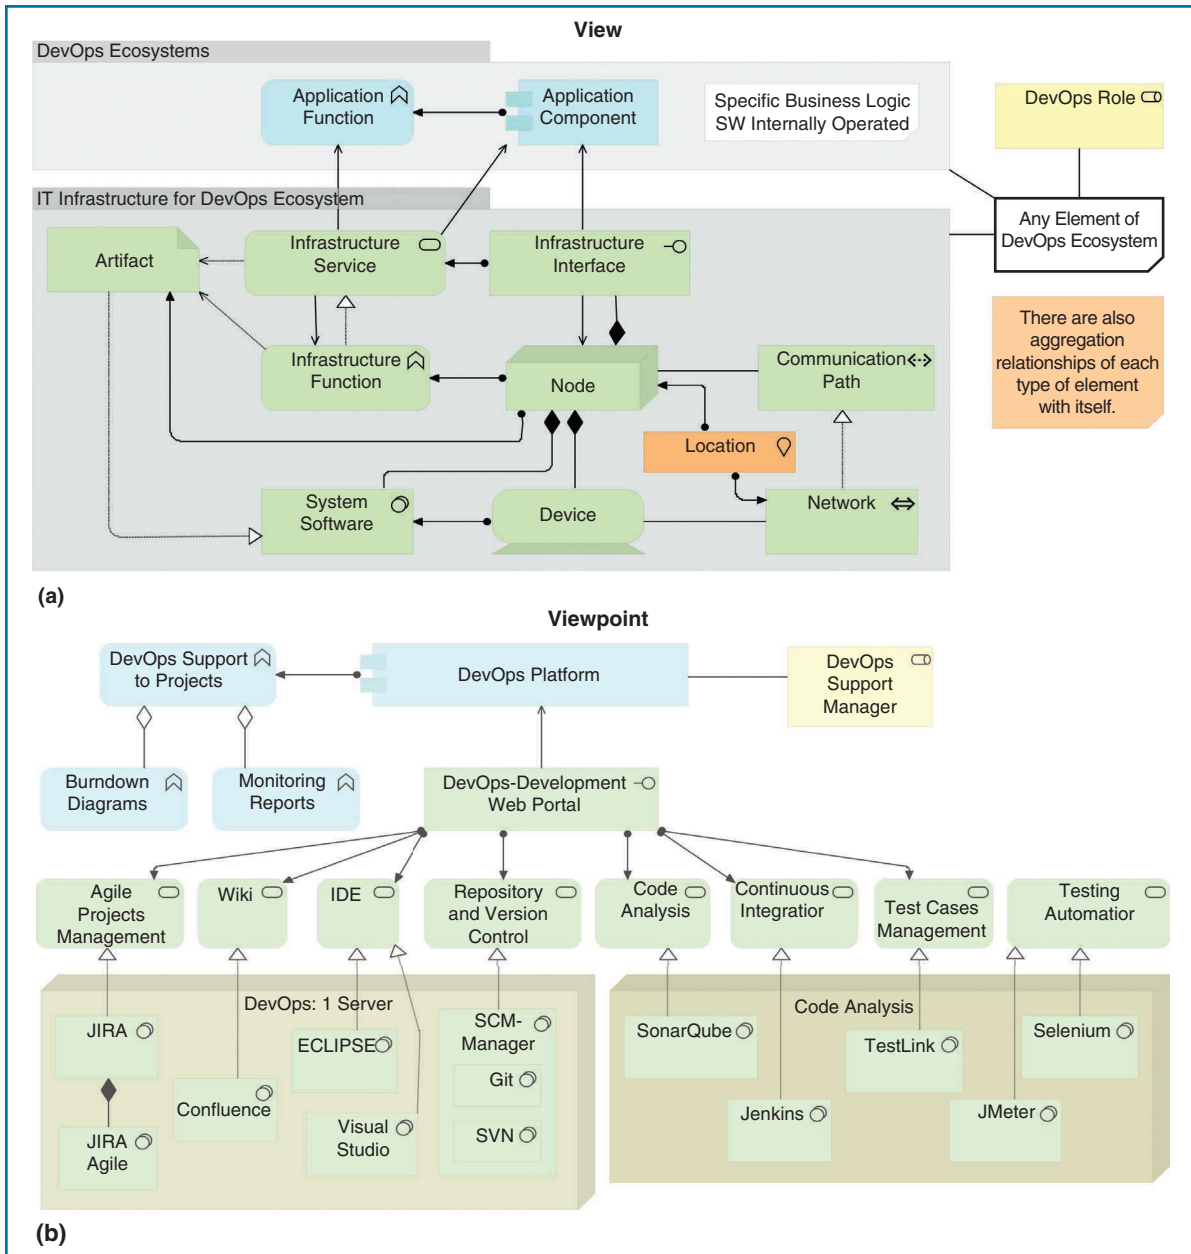 View
DevOps Ecosystems
Application
Function
Application
Component
Specific Business Logic
SW Internally Operated
DevOps Role
IT Infrastructure for DevOps Ecosystem
Any Element of
DevOps Ecosystem
Artifact
Infrastructure
Service
Infrastructure
Interface
There are also
aggregation
relationships of each
type of element
with itself.
Infrastructure
Function
Node
Communication
Path
Location
System
Software
Device
Network
(a)
Viewpoint
DevOps Support
to Projects
DevOps Platform
DevOps
Support
Manager
Burndown
Diagrams
Monitoring
Reports
DevOps-Development
Web Portal
Agile
Projects
Management
Wiki
IDE
Repository
and Version
Control
Code
Analysis
Continuous
Integratior
Test Cases
Management
Testing
Automatior
DevOps: 1 Server
Code Analysis
JIRA
ECLIPSE
SCM-
Manager
Git
SVN
Confluence
Visual
Studio
JIRA
Agile
SonarQube
TestLink
Selenium
Jenkins
JMeter
(b)